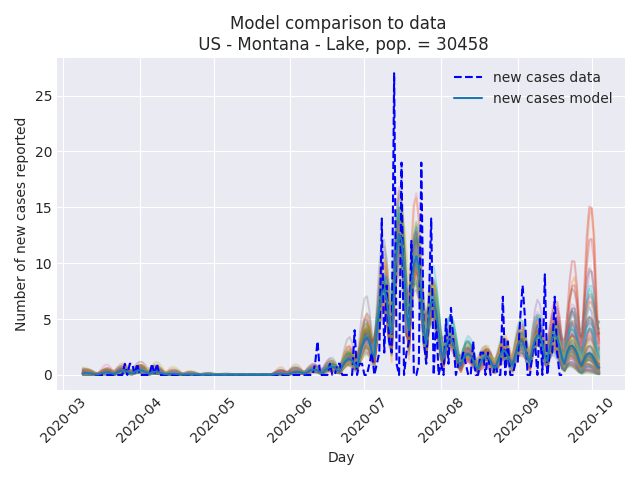 Model comparison to data
US - Montana - Lake, pop. = 30458
new cases data
new cases model
Number of new cases reported
25
20
15
10
5
0
2020-03
2020-04
2020-05
2020-06
2020-07
2020-08
2020-09
2020-10
Day